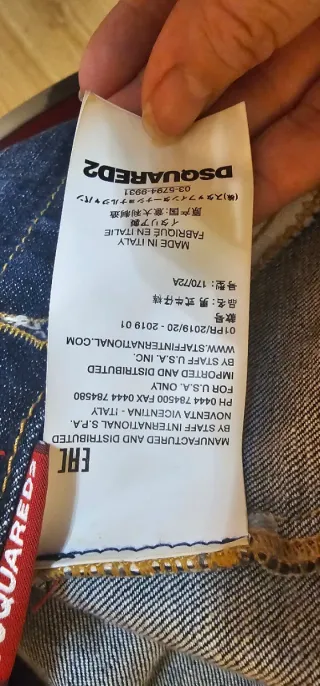 EAC
MANUFACTURED AND DISTRIBUTED
BY STAFF INTERNATIONAL S.P.A.
NOVENTA VICENTINA - ITALY
PH 0444 784500 FAX 0444 784580
FOR U.S.A. ONLY
IMPORTED AND DISTRIBUTED
BY STAFF U.S.A. INC.
WWW.STAFFINTERNATIONAL.COM
01PR/2019/20 - 2019 01
款号
品名: 男 式 牛 仔 裤
号型: 170/72A
MADE IN ITALY
FABRIQUÉ EN ITALIE
イタリア製
原产国: 意大利制造
(株)スタッフインターナショナルジャパン
03-5794-9931
DSQUARED2
SQUARED2